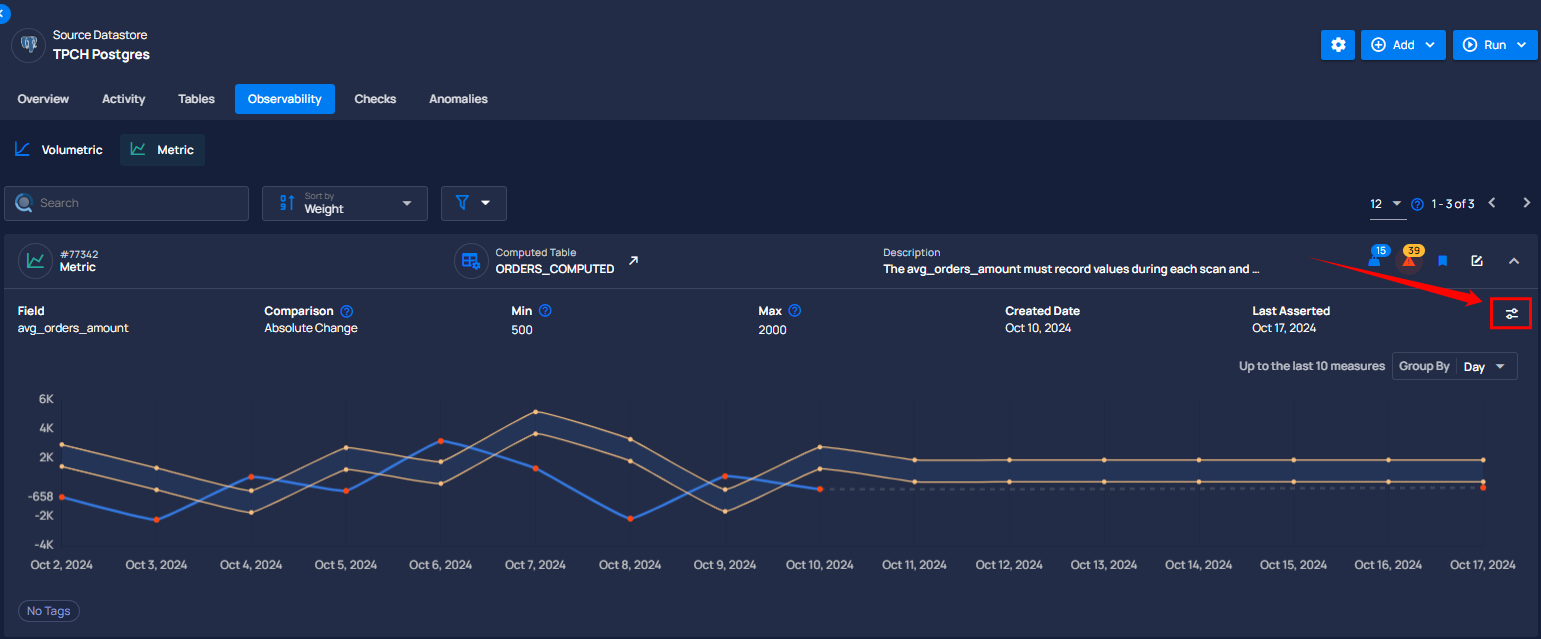 Source Datastore
TPCH Postgres
Add
Run
Overview
Activity
Tables
Observability
Checks
Anomalies
Volumetric
Metric
Search
Sort by
Weight
12
1 - 3 of 3
#77342
Metric
Computed Table
ORDERS_COMPUTED
Description
The avg_orders_amount must record values during each scan and ...
15
39
Field
avg_orders_amount
Comparison
Absolute Change
Min
500
Max
2000
Created Date
Oct 10, 2024
Last Asserted
Oct 17, 2024
Up to the last 10 measures
Group By
Day
6K
4K
2K
-658
-2K
-4K
Oct 2, 2024
Oct 3, 2024
Oct 4, 2024
Oct 5, 2024
Oct 6, 2024
Oct 7, 2024
Oct 8, 2024
Oct 9, 2024
Oct 10, 2024
Oct 11, 2024
Oct 12, 2024
Oct 13, 2024
Oct 14, 2024
Oct 15, 2024
Oct 16, 2024
Oct 17, 2024
No Tags